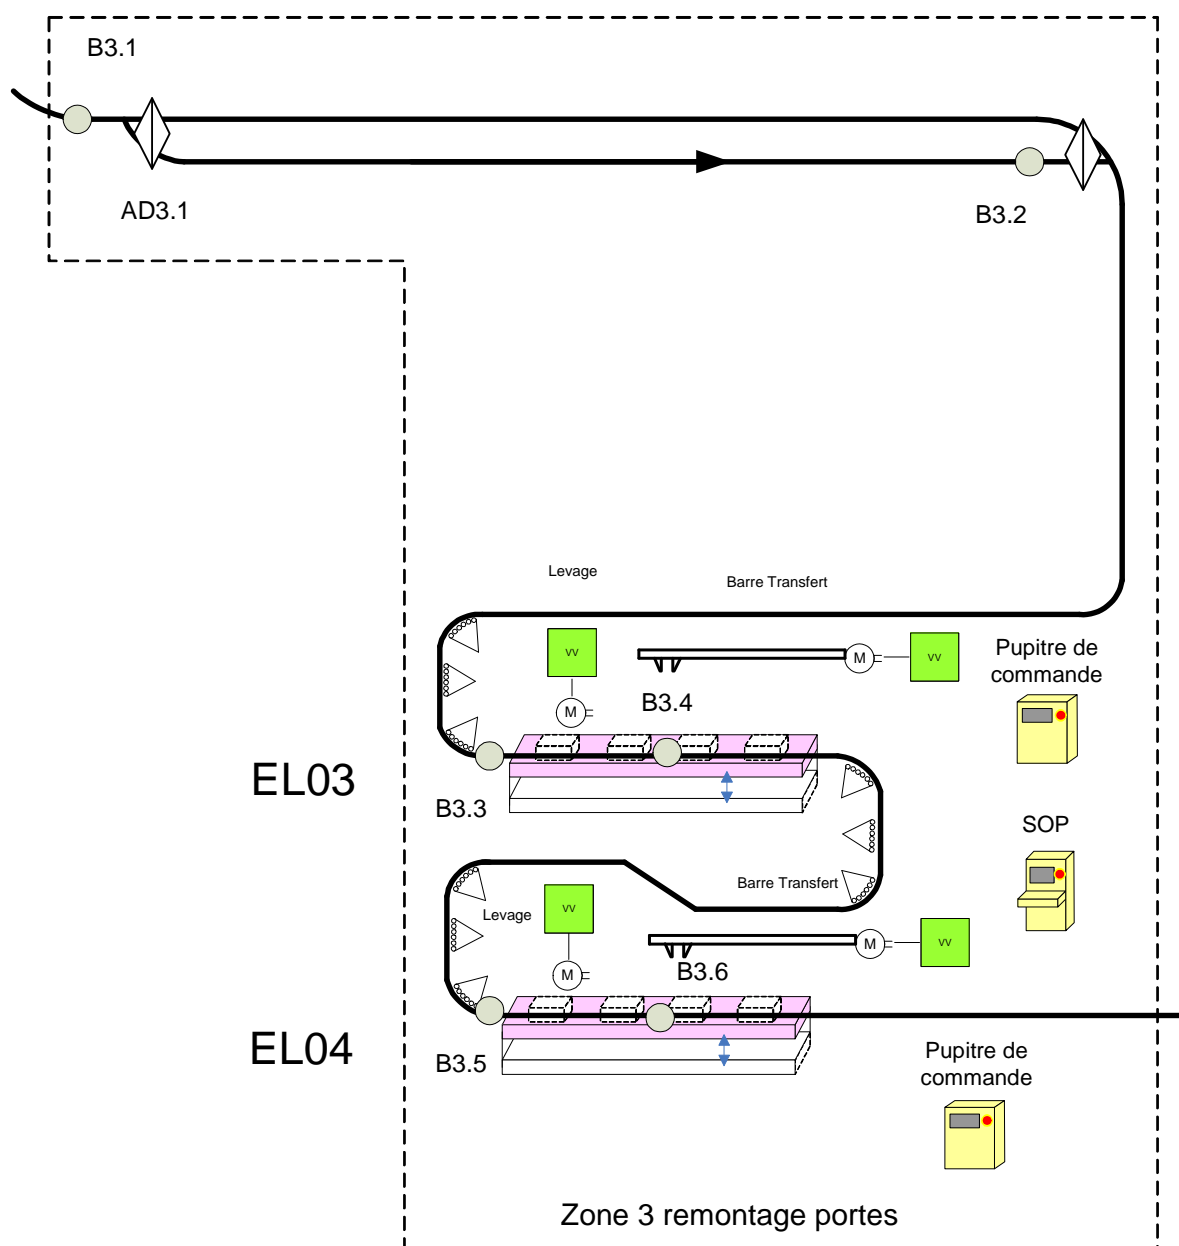 B3.1
AD3.1
B3.2
Levage
Barre Transfert
vv
vv
M
M
B3.4
Pupitre de
commande
EL03
B3.3
SOP
Barre Transfert
Levage
vv
vv
M
M
B3.6
EL04
B3.5
Pupitre de
commande
Zone 3 remontage portes